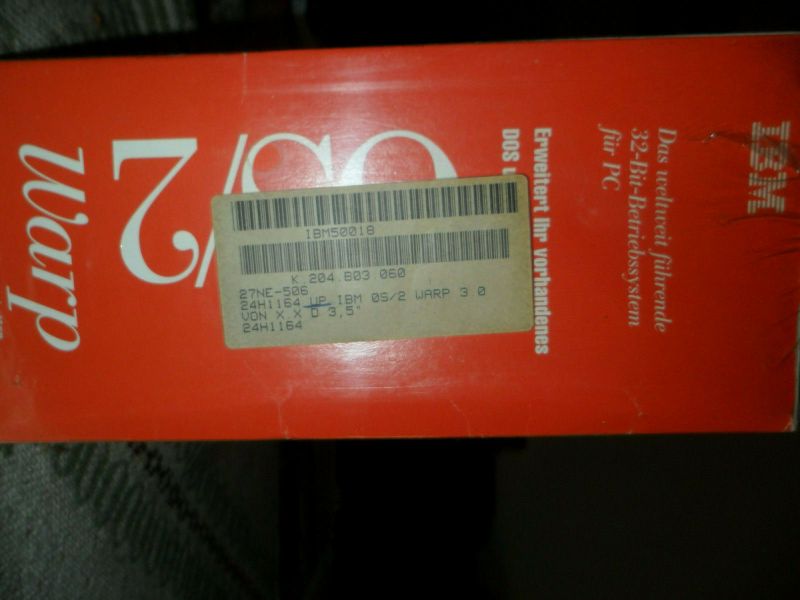 IBM
Das weltweit führende
32-Bit-Betriebssystem
für PC
Erweitert Ihr vorhandenes
DOS
OS/2
Warp
IBM50018
K 204.B03 060
27NE-506
24H1164 UP IBM OS/2 WARP 3.0
VON X.X D 3,5"
24H1164